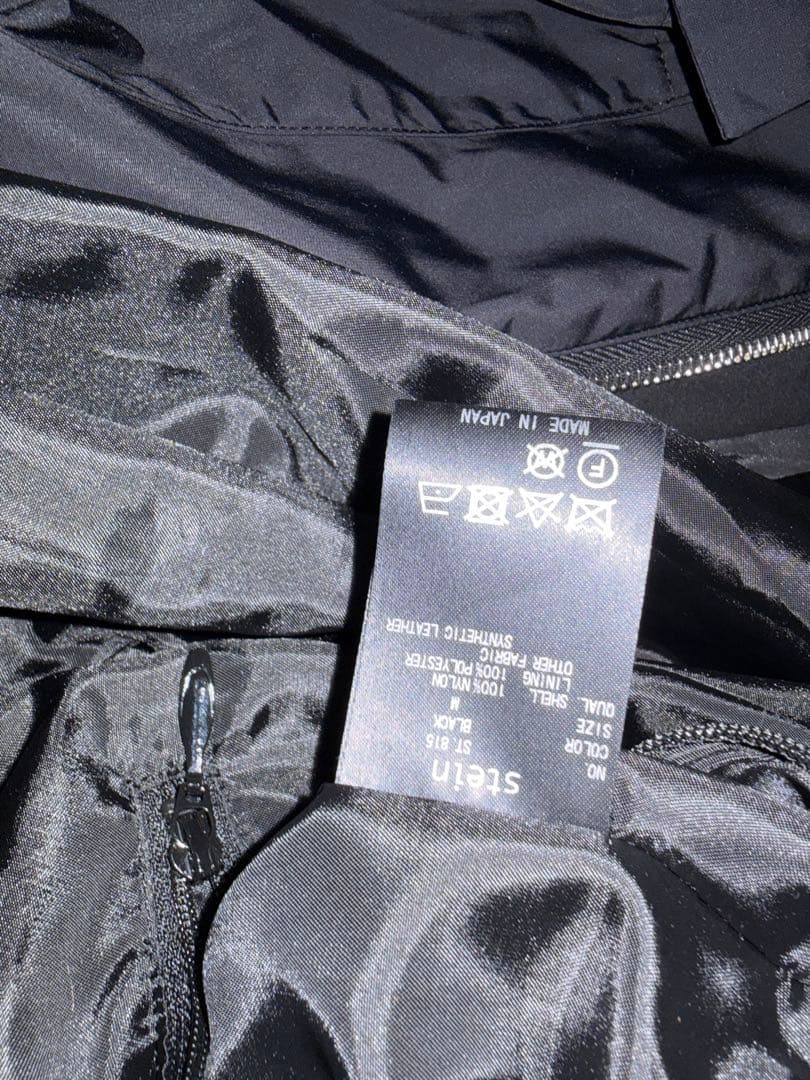 stein
NO. ST. 815
COLOR BLACK
SIZE M
QUAL. SHELL 100% NYLON
LINING 100% POLYESTER
OTHER FABRIC
SYNTHETIC LEATHER
F W
MADE IN JAPAN